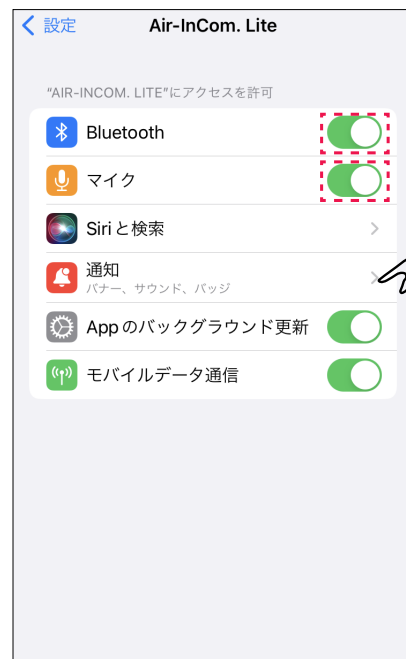 設定 Air-InCom. Lite
“AIR-INCOM. LITE”にアクセスを許可
Bluetooth
マイク
Siriと検索
通知
バナー、サウンド、バッジ
Appのバックグラウンド更新
モバイルデータ通信